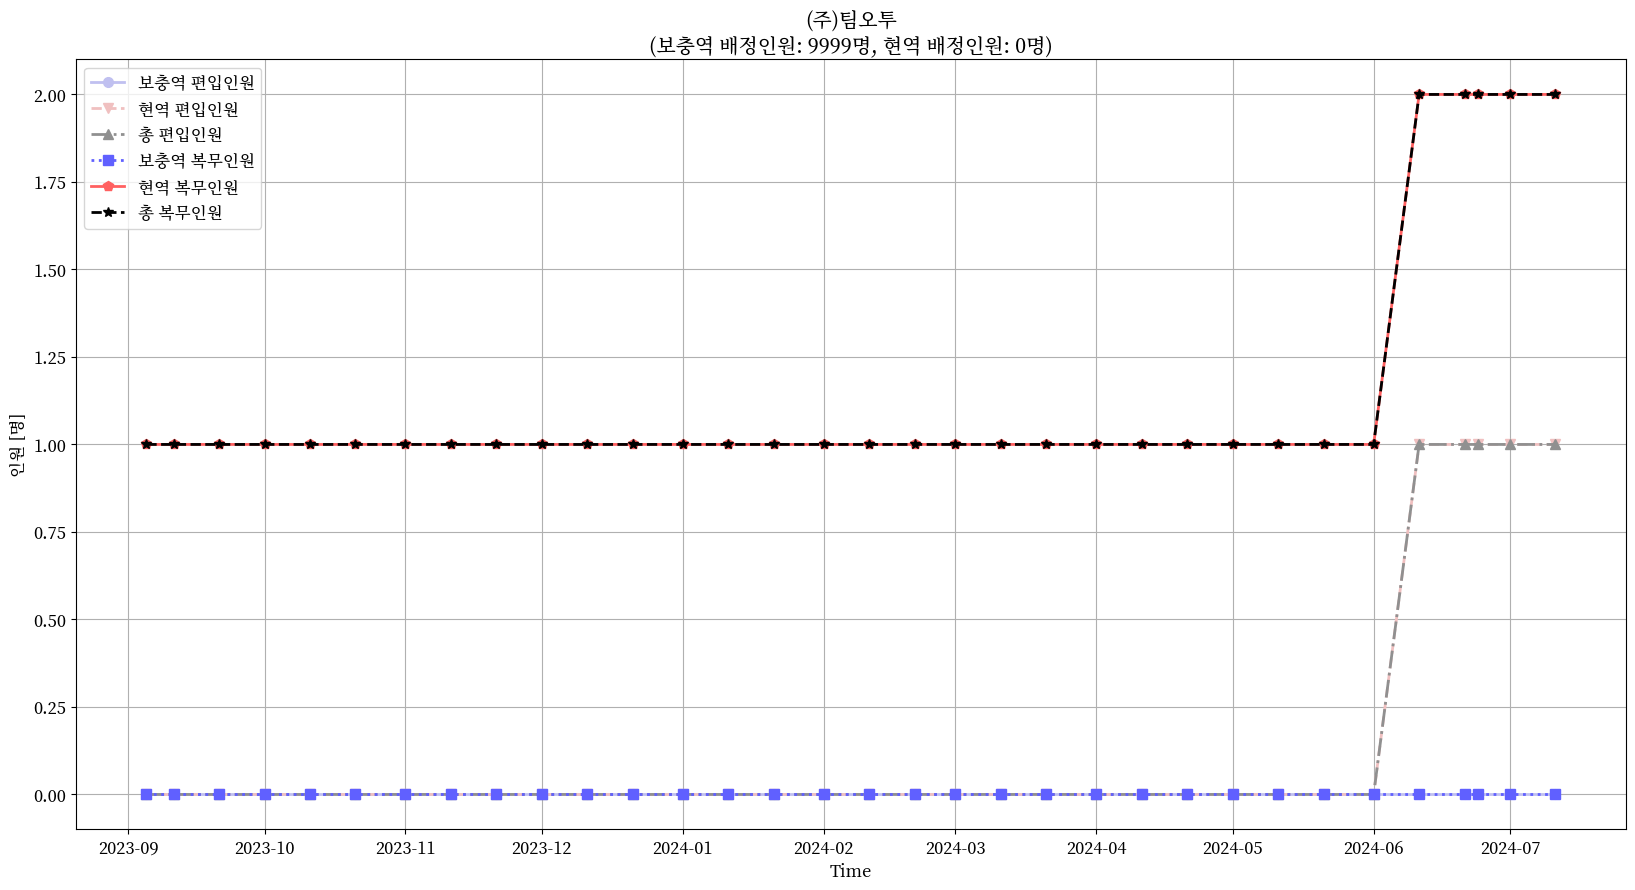 (주)팀오투
(보충역 배정인원: 9999명, 현역 배정인원: 0명)
보충역 편입인원
현역 편입인원
총 편입인원
보충역 복무인원
현역 복무인원
총 복무인원
2.00
1.75
1.50
1.25
1.00
0.75
0.50
0.25
0.00
인원 [명]
2023-09 2023-10 2023-11 2023-12 2024-01 2024-02 2024-03 2024-04 2024-05 2024-06 2024-07
Time